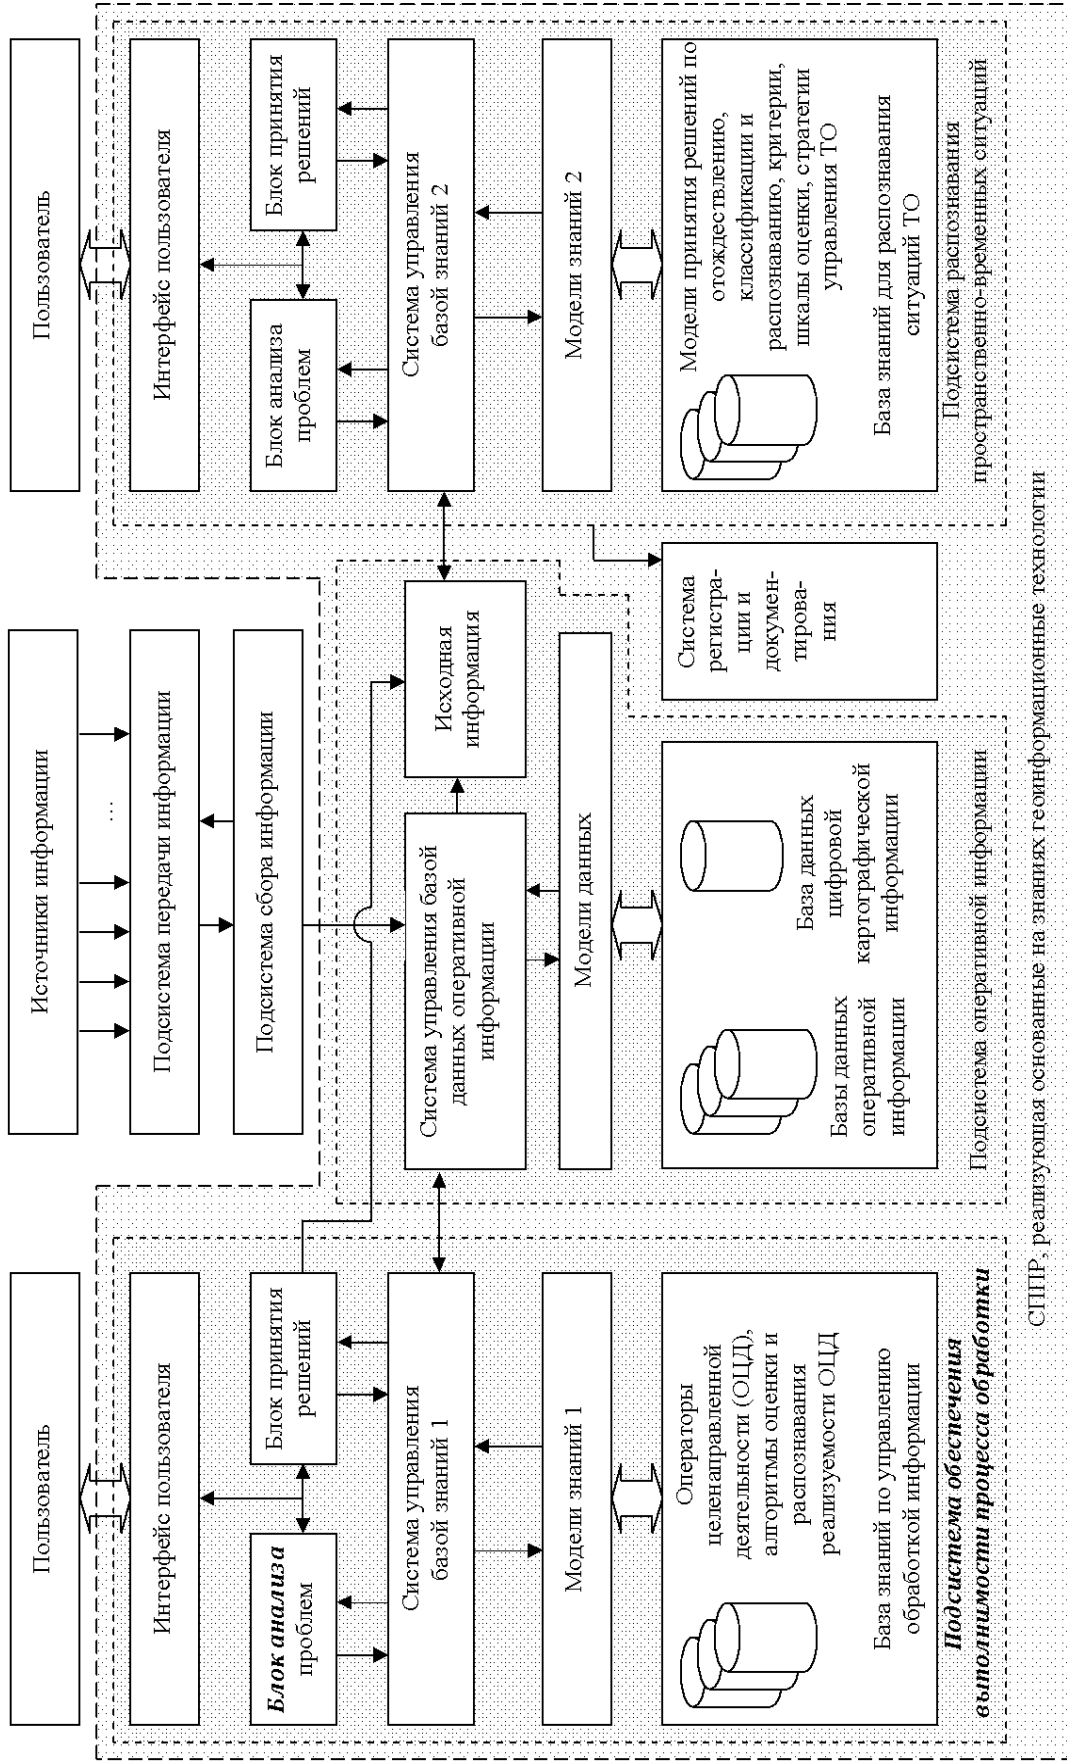 Пользователь
Интерфейс пользователя
Блок анализа
проблем
Блок принятия
решений
Система управления
базой знаний 1
Модели знаний 1
Операторы
целенаправленной
деятельности (ОЦД),
алгоритмы оценки и
распознавания
реализуемости ОЦД
База знаний по управлению
обработкой информации
Подсистема обеспечения
выполнимости процесса обработки
Источники информации
...
Подсистема передачи информации
Подсистема сбора информации
Система управления базой
данных оперативной
информации
Исходная
информация
Модели данных
Базы данных
оперативной
информации
База данных
цифровой
картографической
информации
Подсистема оперативной информации
Система
регистра-
ции и
докумен-
тирова-
ния
Пользователь
Интерфейс пользователя
Блок анализа
проблем
Блок принятия
решений
Система управления
базой знаний 2
Модели знаний 2
Модели принятия решений по
отождествлению,
классификации и
распознаванию, критерии,
шкалы оценки, стратегии
управления ТО
База знаний для распознавания
ситуаций ТО
Подсистема распознавания
пространственно-временных ситуаций
СППР, реализующая основанные на знаниях геоинформационные технологии